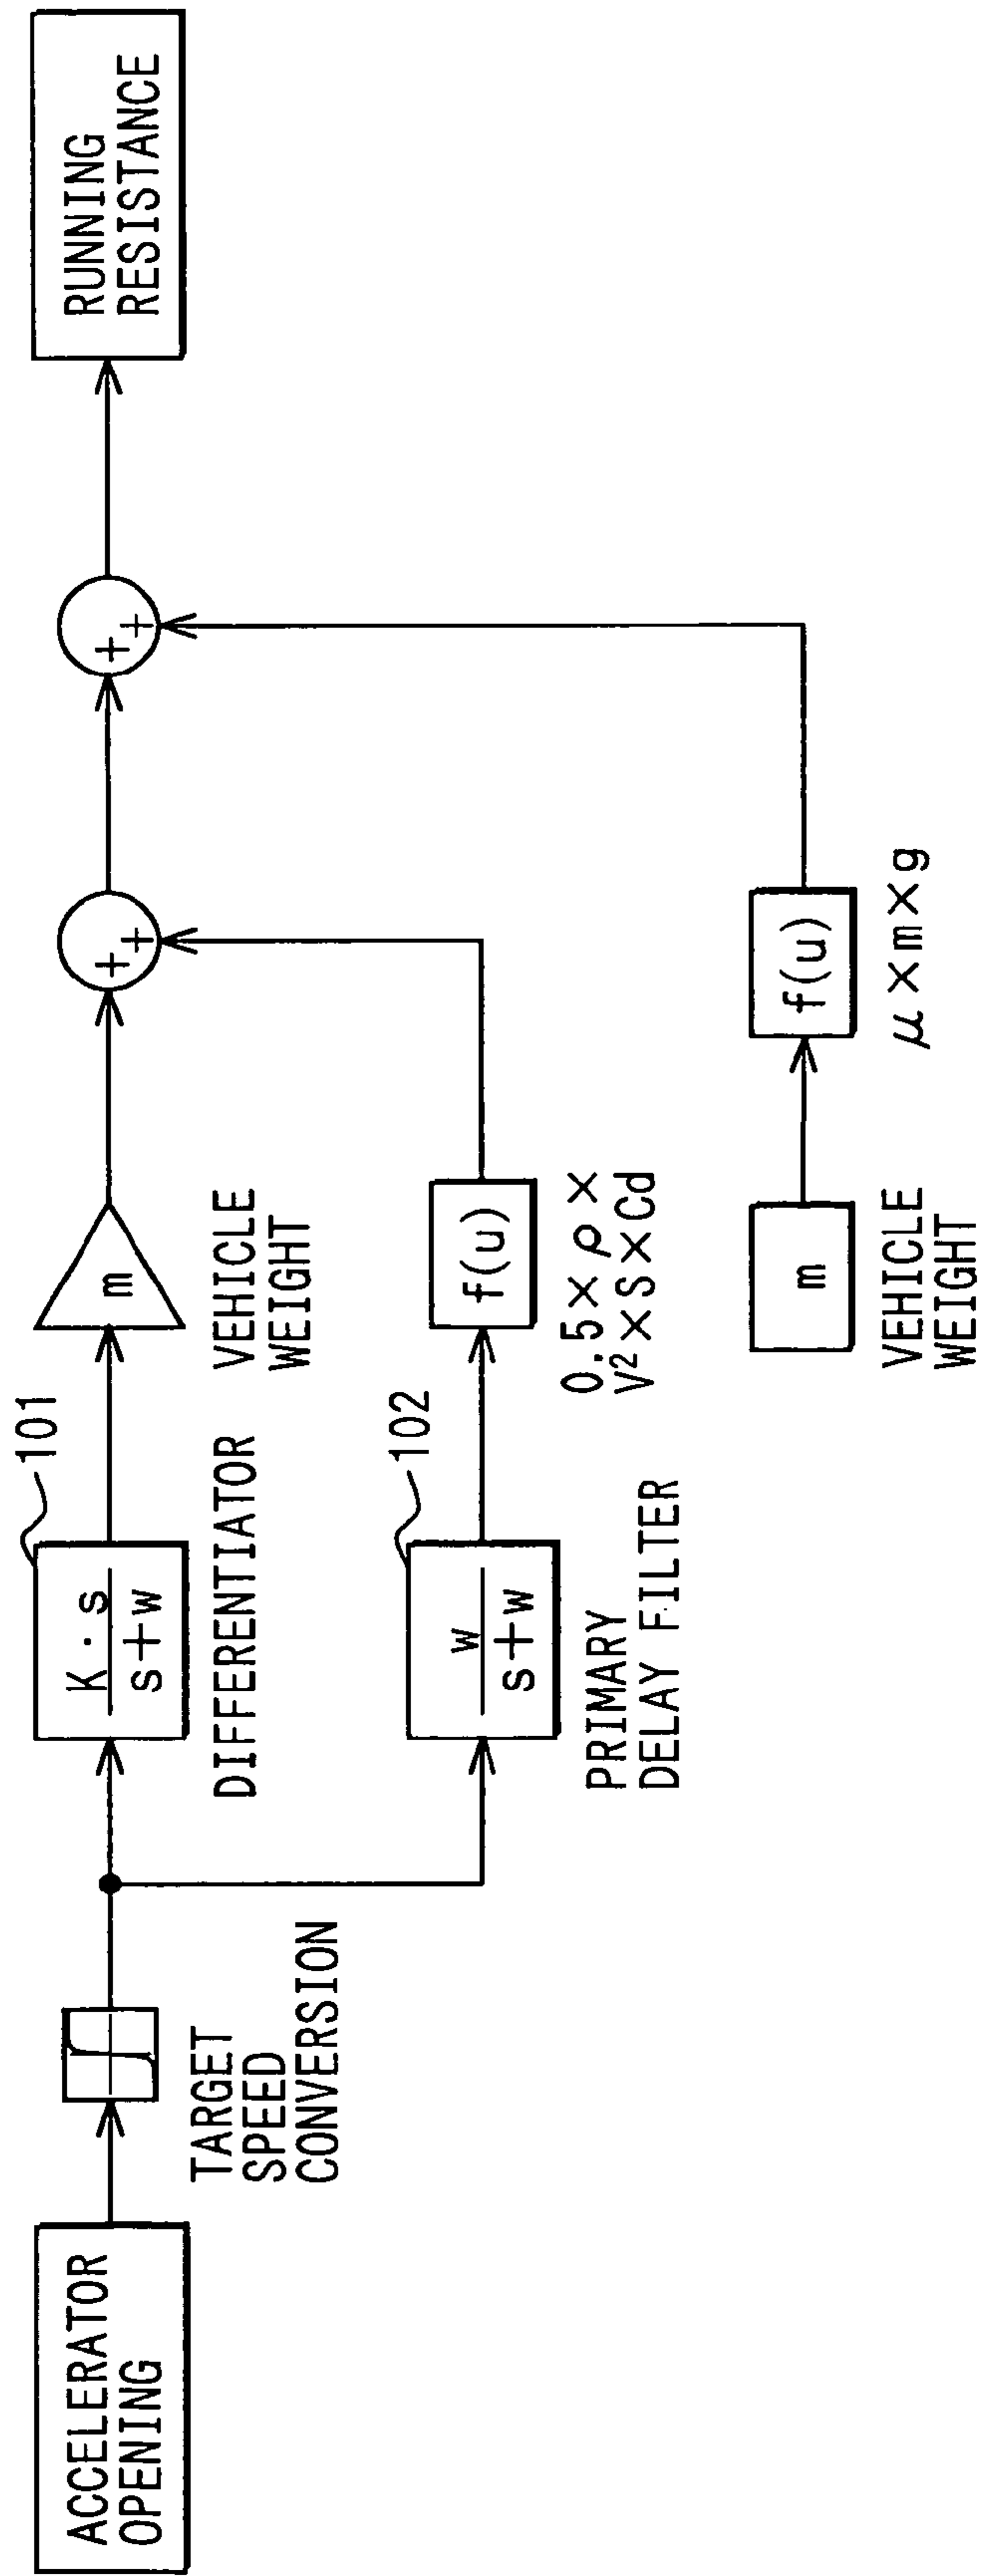 ACCELERATOR
OPENING
TARGET
SPEED
CONVERSION
101
K・s
s+w
DIFFERENTIATOR
m
VEHICLE
WEIGHT
++
++
RUNNING
RESISTANCE
102
w
s+w
PRIMARY
DELAY FILTER
f(u)
0.5×ρ×
V²×S×Cd
m
VEHICLE
WEIGHT
f(u)
μ×m×g